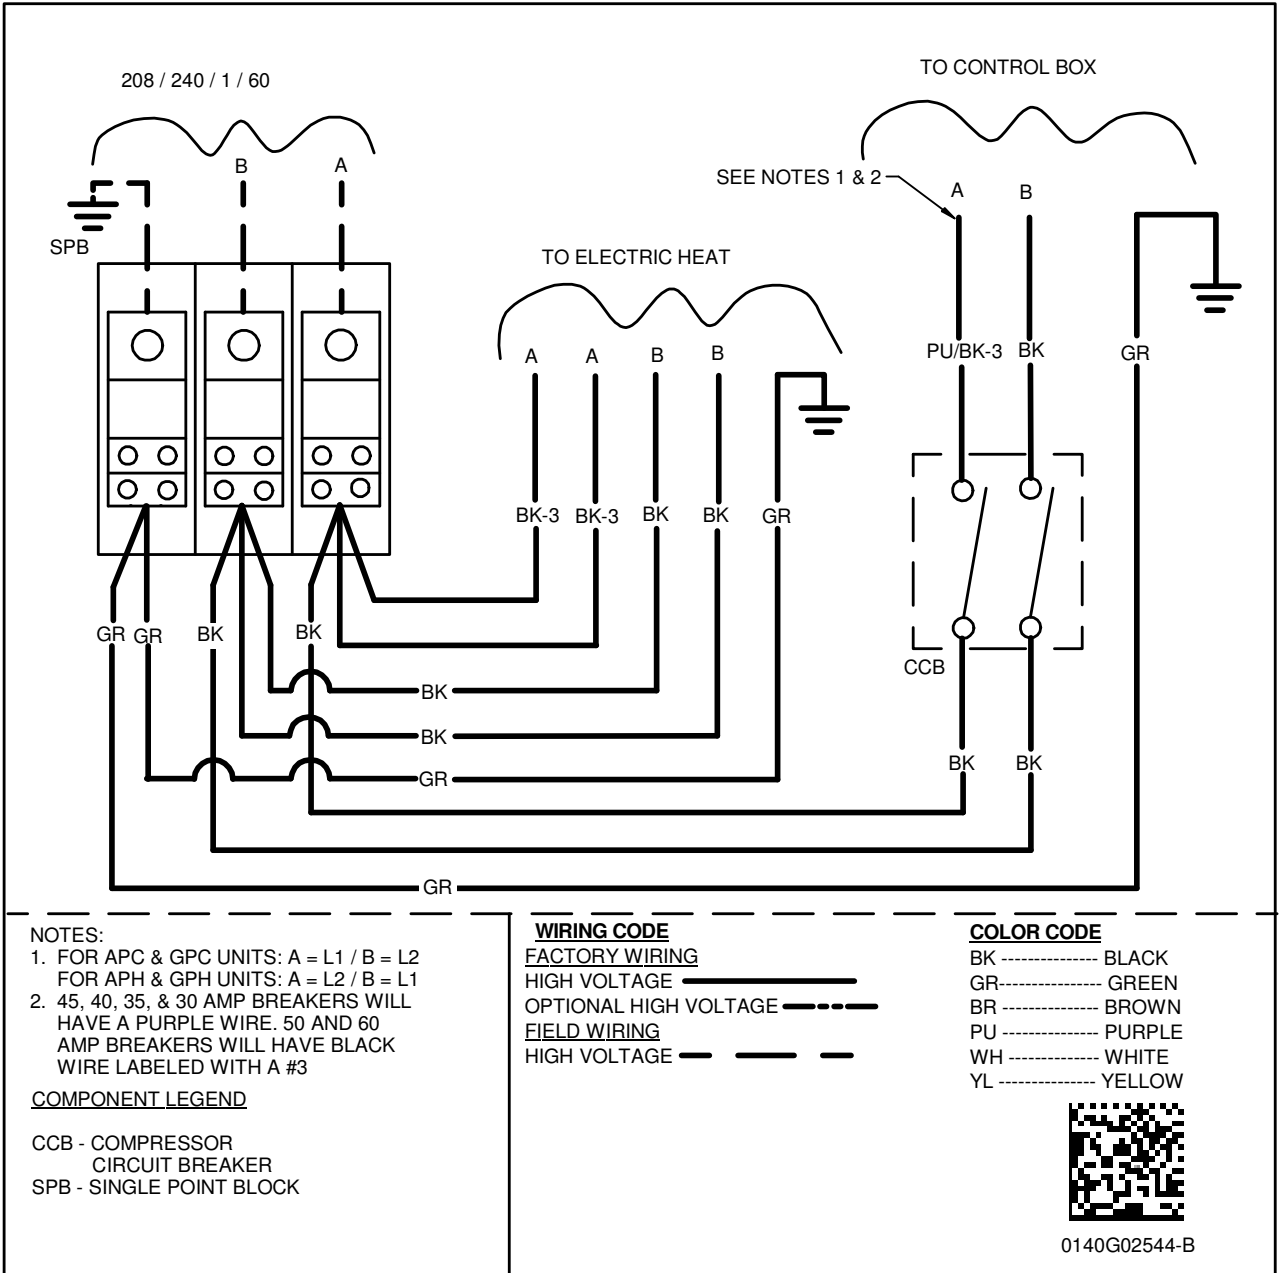 208 / 240 / 1 / 60
TO CONTROL BOX
B
A
SEE NOTES 1 & 2
A
B
SPB
TO ELECTRIC HEAT
A
A
B
B
PU/BK-3
BK
GR
BK-3
BK-3
BK
BK
GR
GR
GR
BK
BK
CCB
BK
BK
BK
BK
GR
GR
NOTES:
1. FOR APC & GPC UNITS: A = L1 / B = L2
FOR APH & GPH UNITS: A = L2 / B = L1
2. 45, 40, 35, & 30 AMP BREAKERS WILL
HAVE A PURPLE WIRE. 50 AND 60
AMP BREAKERS WILL HAVE BLACK
WIRE LABELED WITH A #3
COMPONENT LEGEND
CCB - COMPRESSOR
CIRCUIT BREAKER
SPB - SINGLE POINT BLOCK
WIRING CODE
FACTORY WIRING
HIGH VOLTAGE
OPTIONAL HIGH VOLTAGE
FIELD WIRING
HIGH VOLTAGE
COLOR CODE
BK --------------- BLACK
GR---------------- GREEN
BR --------------- BROWN
PU --------------- PURPLE
WH -------------- WHITE
YL --------------- YELLOW
0140G02544-B